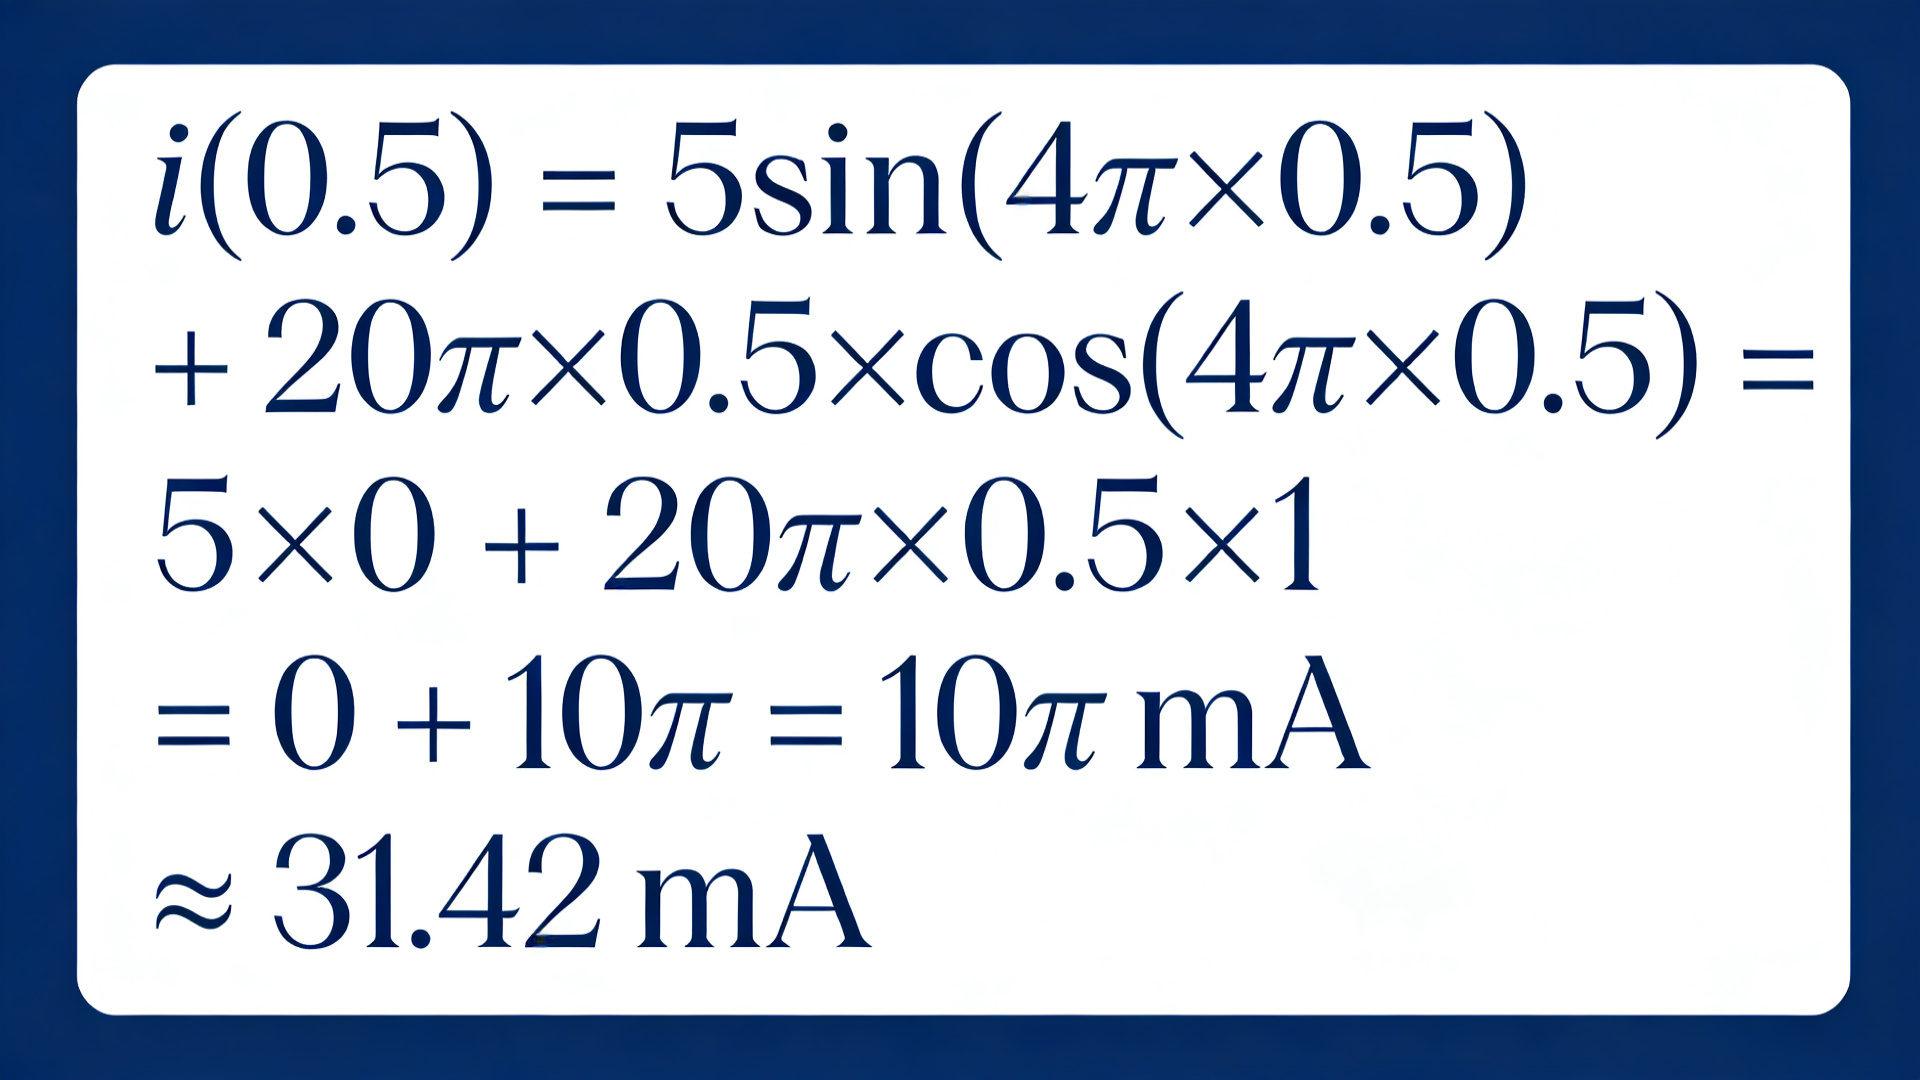 i(0.5) = 5sin(4π×0.5)
+ 20π×0.5×cos(4π×0.5) =
5×0 + 20π×0.5×1
= 0 + 10π = 10π mA
≈ 31.42 mA